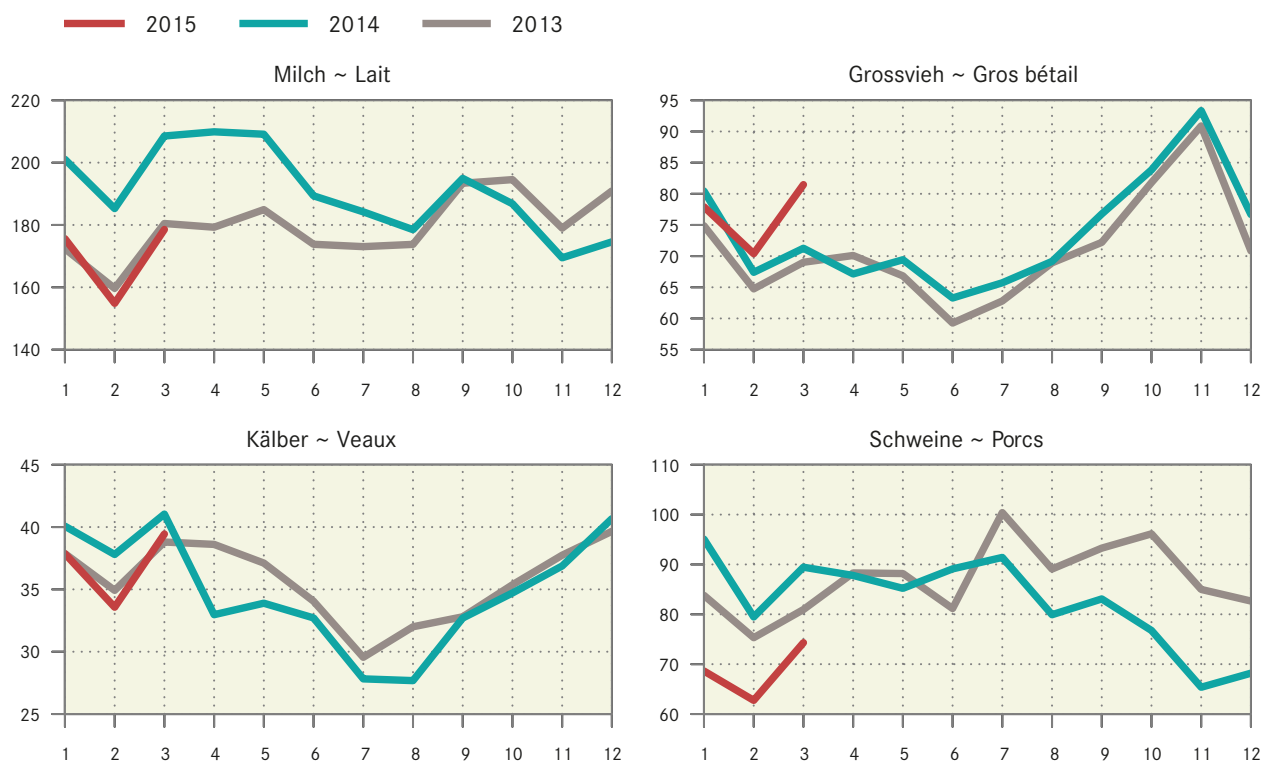 2015 2014 2013
Milch ~ Lait
220
200
180
160
140
1 2 3 4 5 6 7 8 9 10 11 12
Grossvieh ~ Gros bétail
95
90
85
80
75
70
65
60
55
1 2 3 4 5 6 7 8 9 10 11 12
Kälber ~ Veaux
45
40
35
30
25
1 2 3 4 5 6 7 8 9 10 11 12
Schweine ~ Porcs
110
100
90
80
70
60
1 2 3 4 5 6 7 8 9 10 11 12